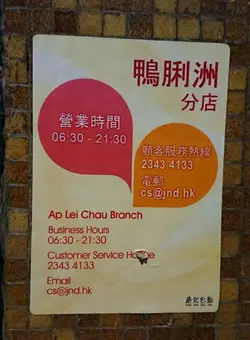 鴨脷洲
分店
營業時間
06:30 - 21:30
顧客服務熱線
2343 4133
電郵
cs@jnd.hk
Ap Lei Chau Branch
Business Hours
06:30 - 21:30
Customer Service
2343 4133
Email
cs@jnd.hk